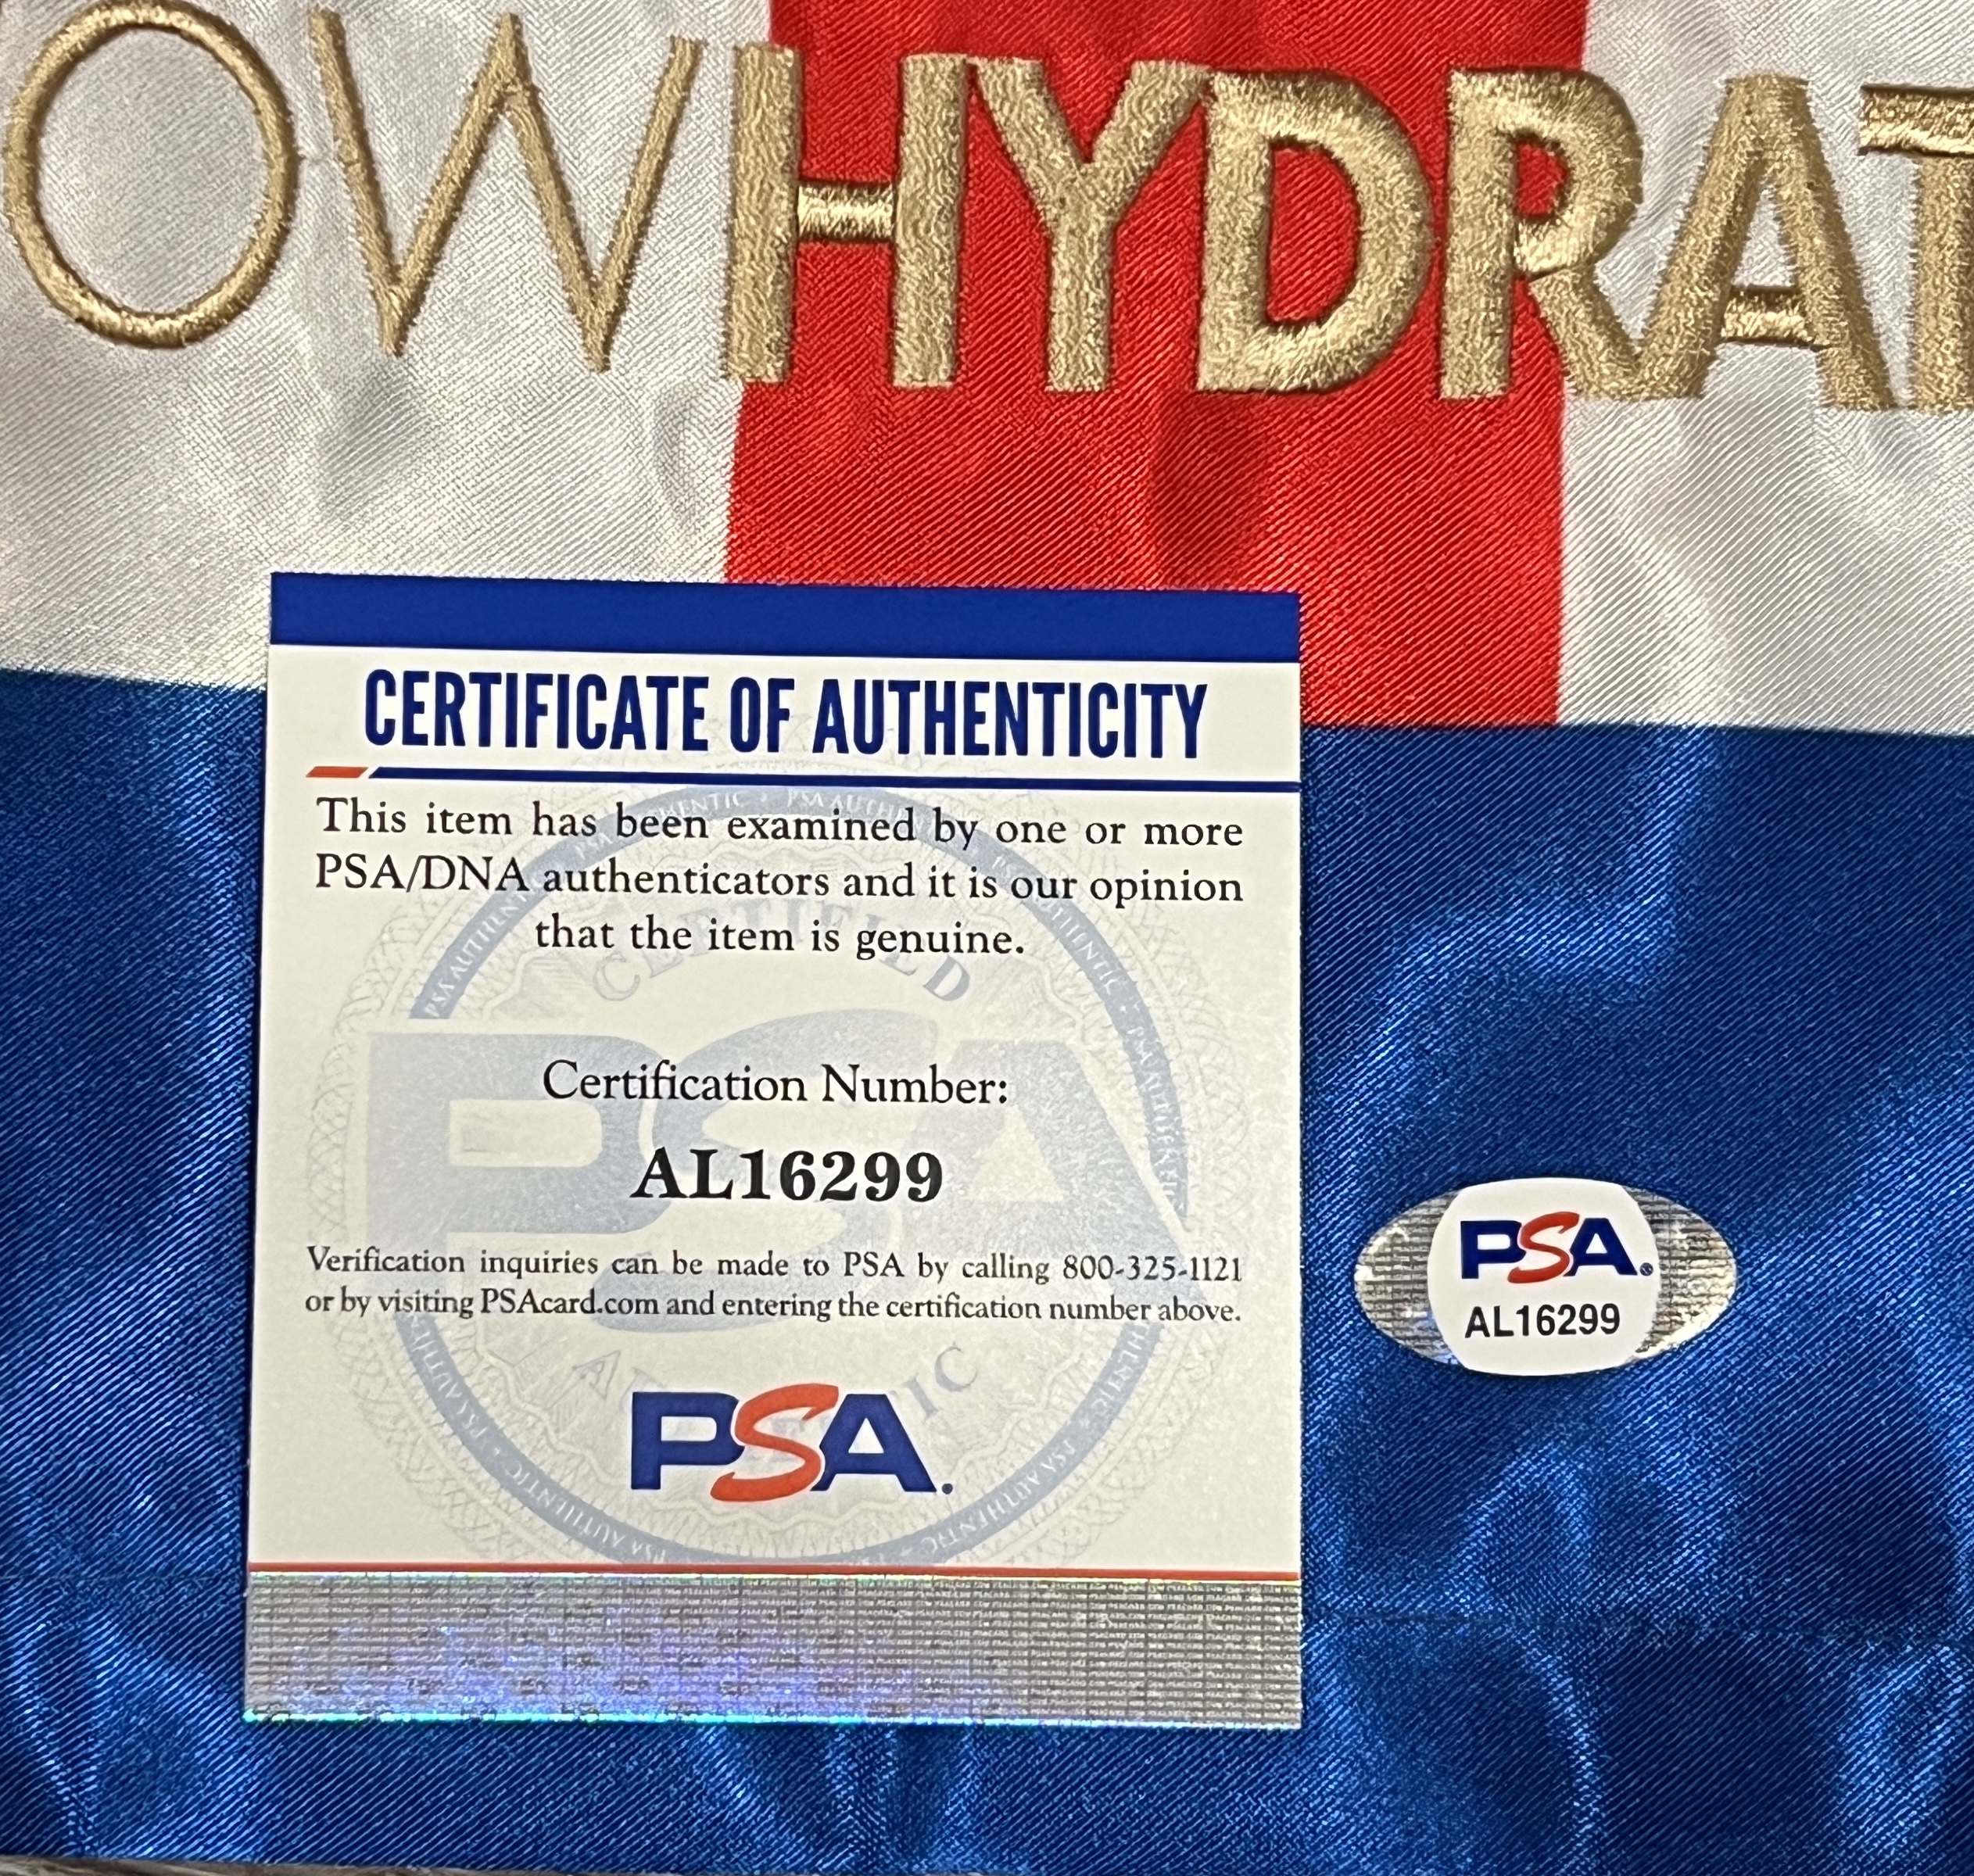 OWHYDRAT
CERTIFICATE OF AUTHENTICITY
This item has been examined by one or more
PSA/DNA authenticators and it is our opinion
that the item is genuine.
CERTIFIED
Certification Number:
AL16299
Verification inquiries can be made to PSA by calling 800-325-1121
or by visiting PSAcard.com and entering the certification number above.
PSA
PSA
AL16299